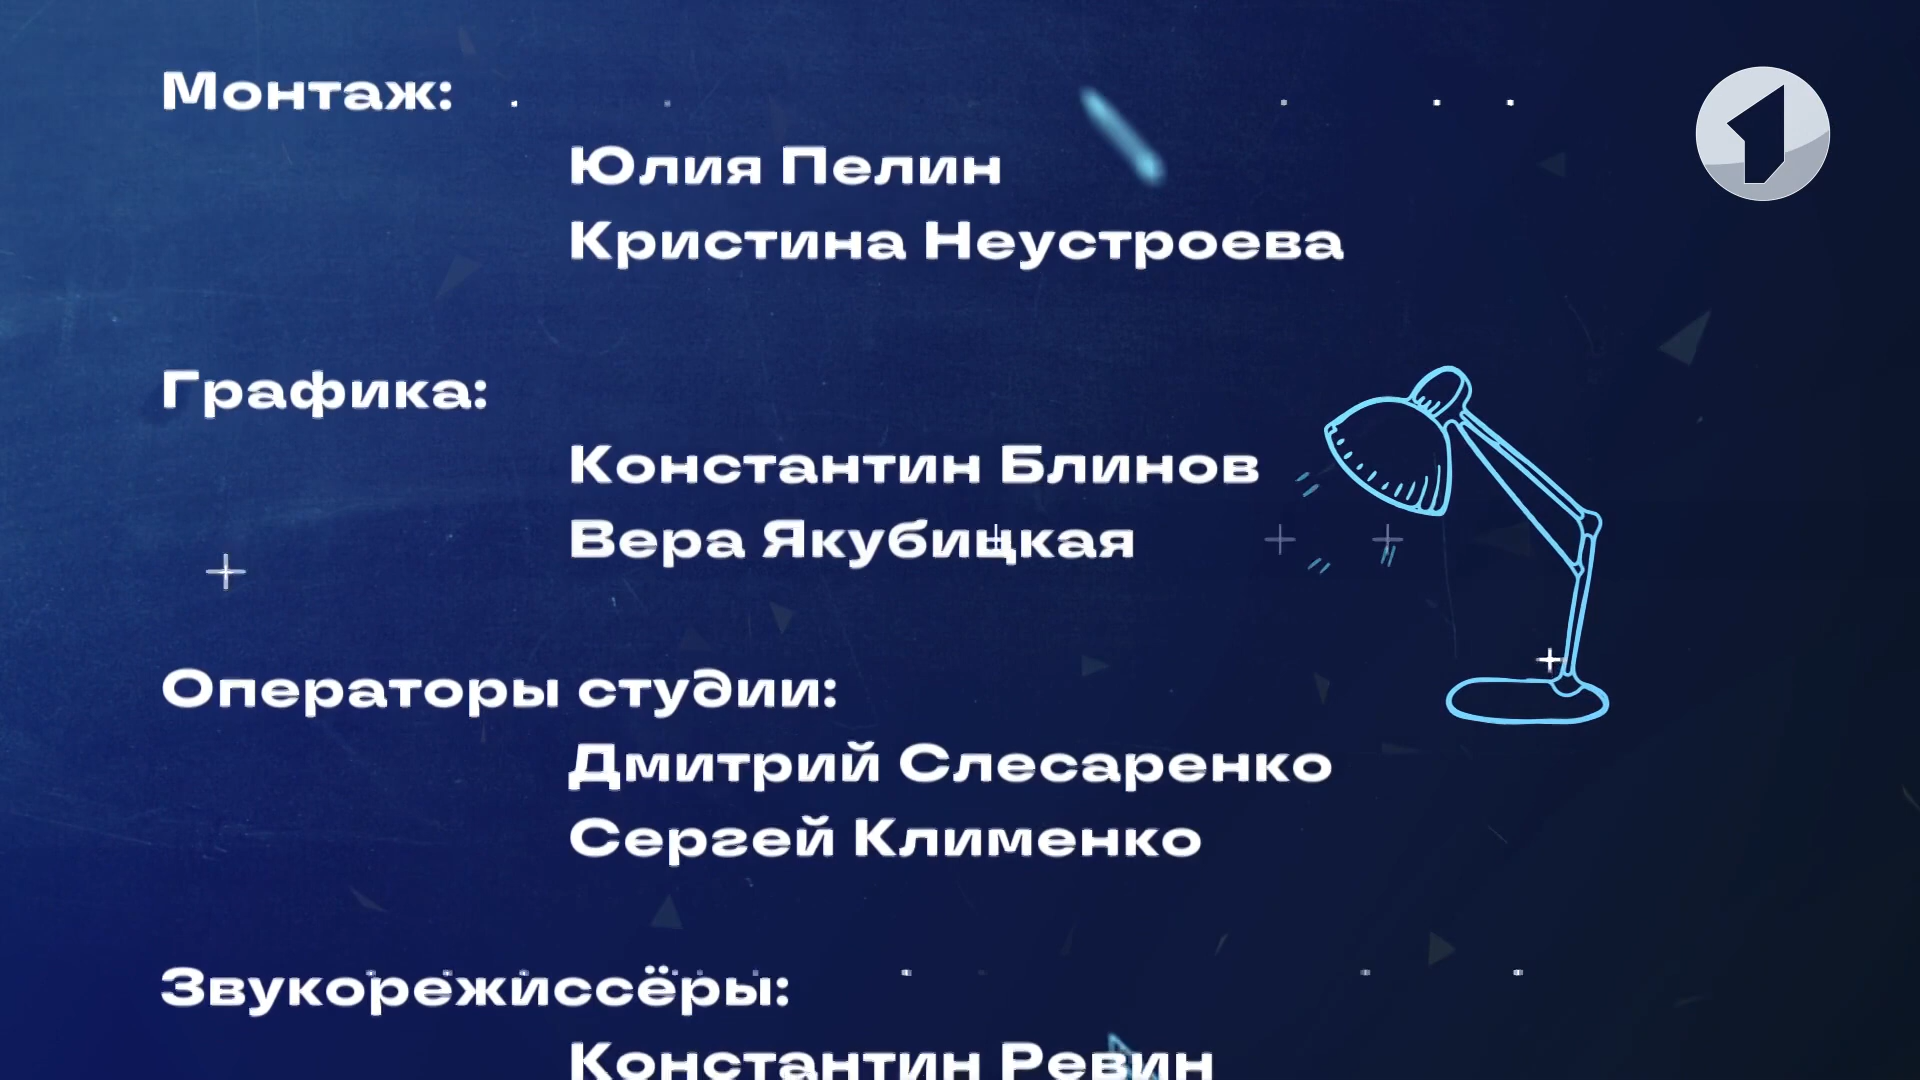 Монтаж:
Юлия Пелин
Кристина Неустроева
Графика:
Константин Блинов
Вера Якубицкая
Операторы студии:
Дмитрий Слесаренко
Сергей Клименко
Звукорежиссёры:
Константин Ревин